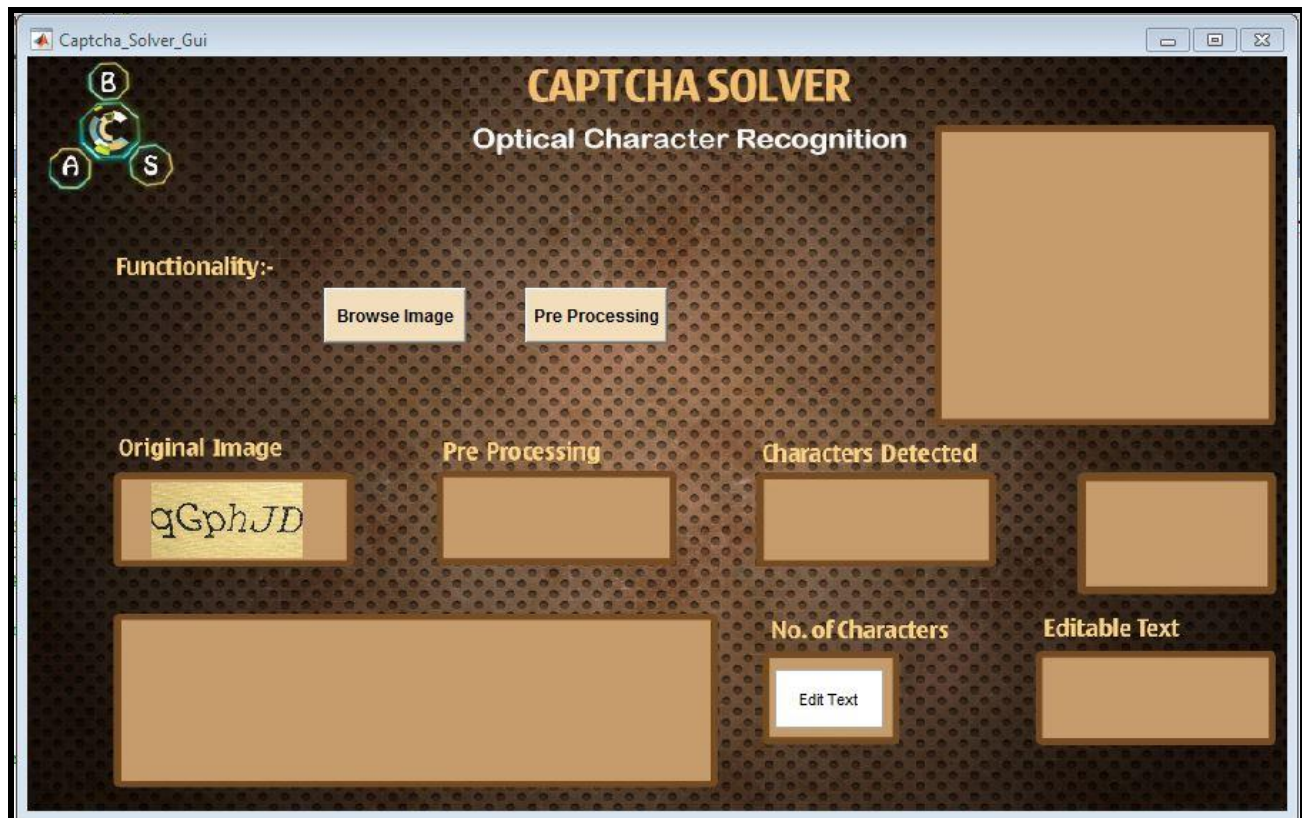 Captcha_Solver_Gui
B
C
A S
CAPTCHA SOLVER
Optical Character Recognition
Functionality:-
Browse Image Pre Processing
Original Image Pre Processing Characters Detected
qGphJD
No. of Characters Editable Text
Edit Text